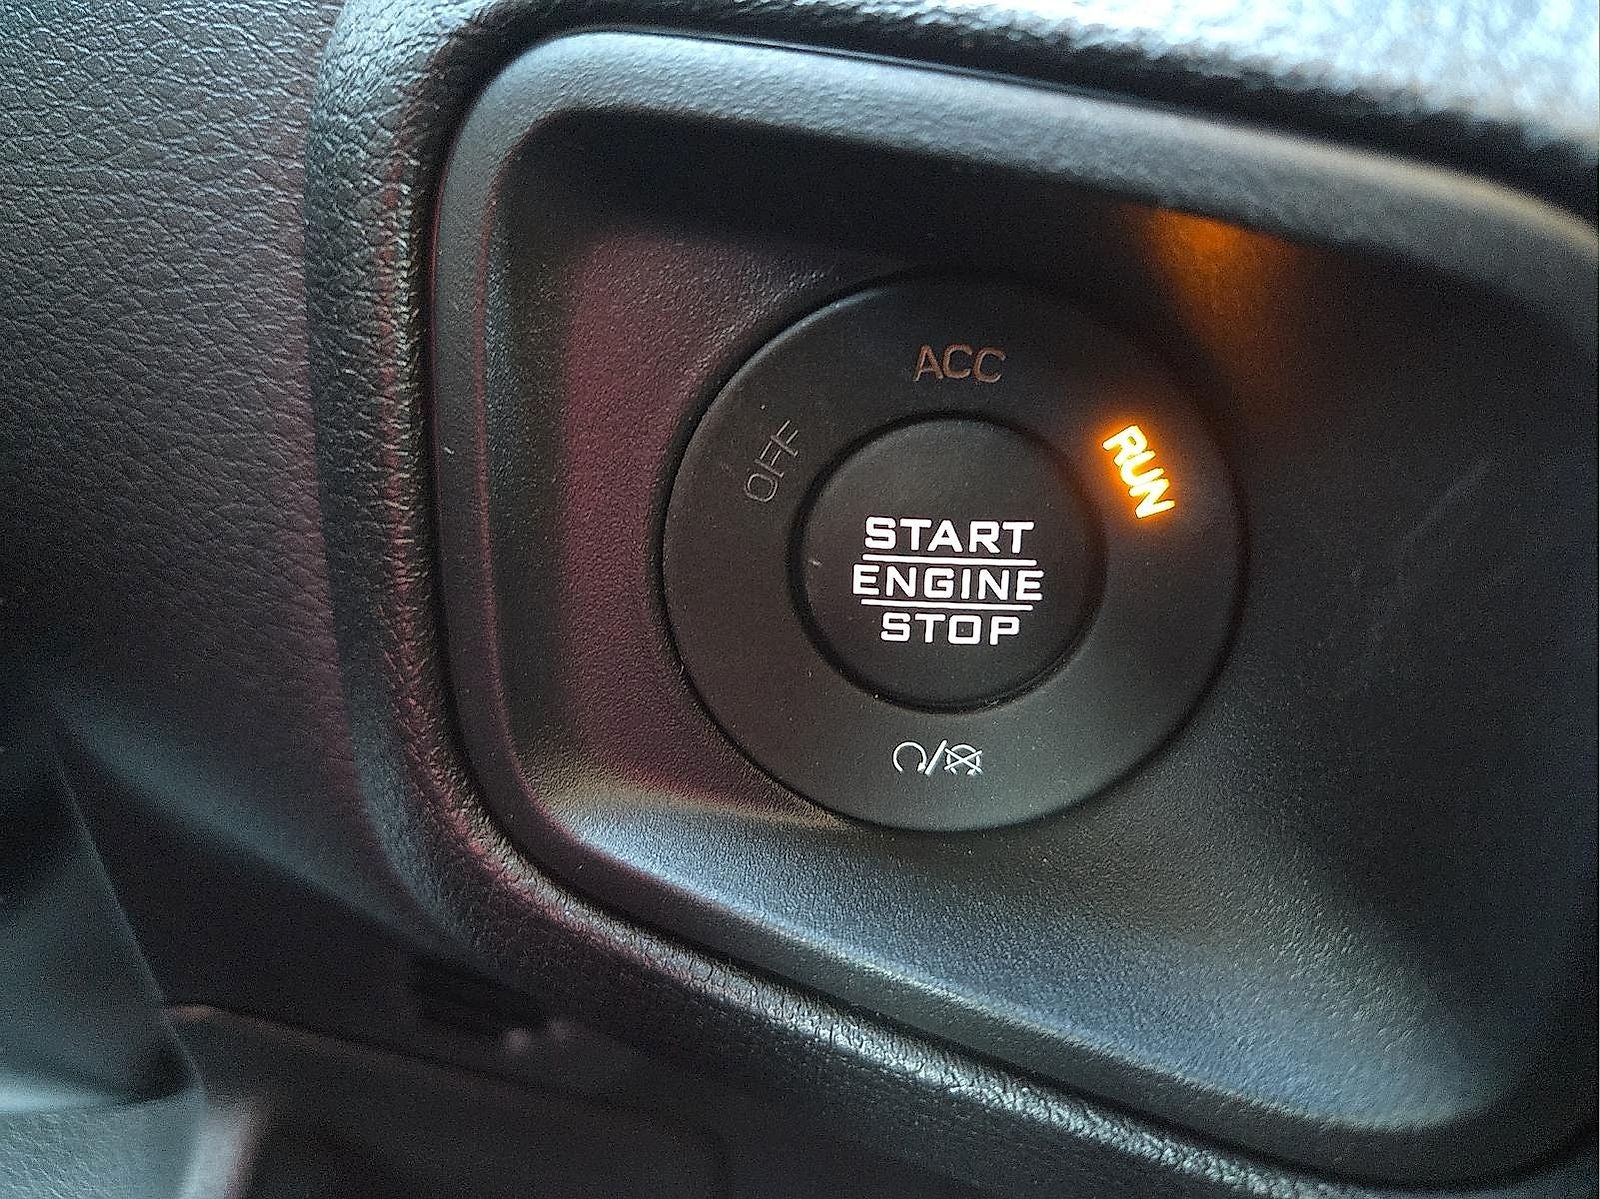 ACC
OFF
RUN
START
ENGINE
STOP